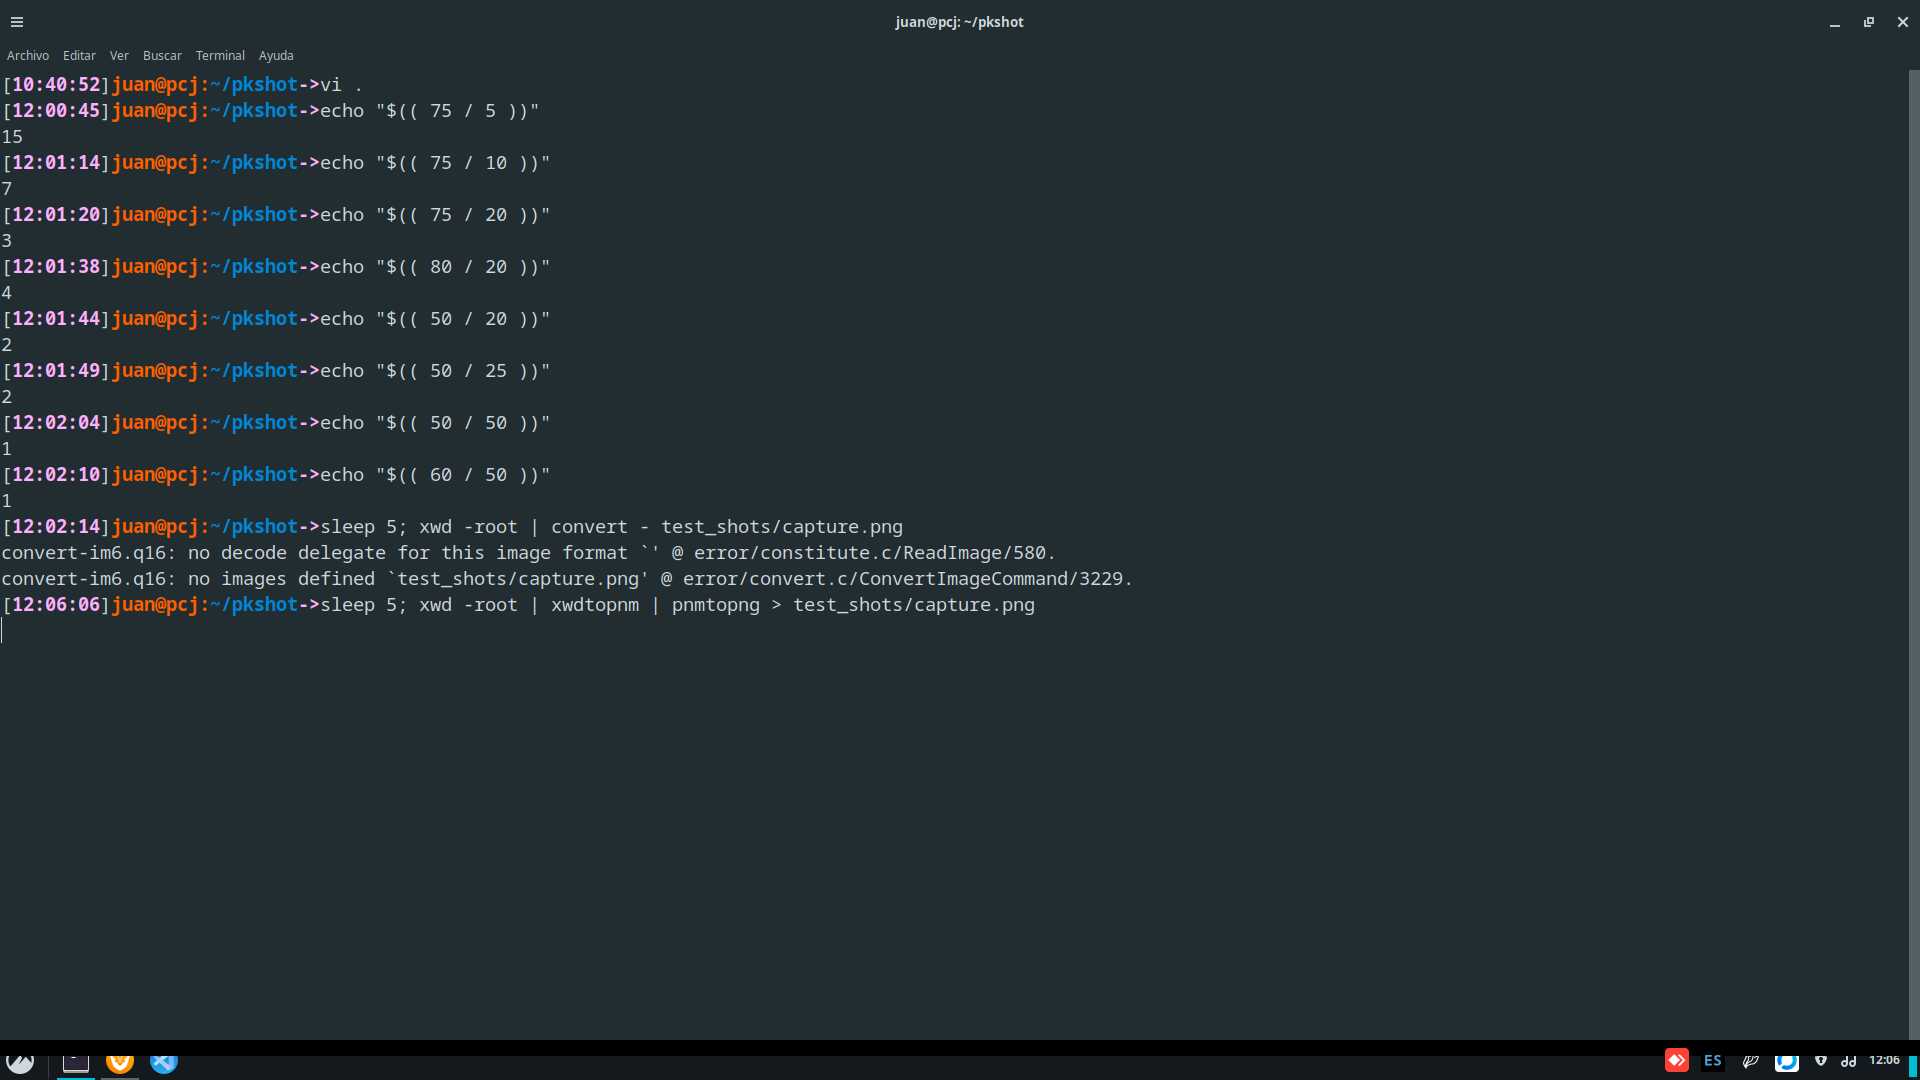 juan@pcj: ~/pkshot
Archivo Editar Ver Buscar Terminal Ayuda
[10:40:52]juan@pcj:~/pkshot->vi .
[12:00:45]juan@pcj:~/pkshot->echo "$(( 75 / 5 ))"
15
[12:01:14]juan@pcj:~/pkshot->echo "$(( 75 / 10 ))"
7
[12:01:20]juan@pcj:~/pkshot->echo "$(( 75 / 20 ))"
3
[12:01:38]juan@pcj:~/pkshot->echo "$(( 80 / 20 ))"
4
[12:01:44]juan@pcj:~/pkshot->echo "$(( 50 / 20 ))"
2
[12:01:49]juan@pcj:~/pkshot->echo "$(( 50 / 25 ))"
2
[12:02:04]juan@pcj:~/pkshot->echo "$(( 50 / 50 ))"
1
[12:02:10]juan@pcj:~/pkshot->echo "$(( 60 / 50 ))"
1
[12:02:14]juan@pcj:~/pkshot->sleep 5; xwd -root | convert - test_shots/capture.png
convert-im6.q16: no decode delegate for this image format `' @ error/constitute.c/ReadImage/580.
convert-im6.q16: no images defined `test_shots/capture.png' @ error/convert.c/ConvertImageCommand/3229.
[12:06:06]juan@pcj:~/pkshot->sleep 5; xwd -root | xwdtopnm | pnmtopng > test_shots/capture.png
ES 12:06